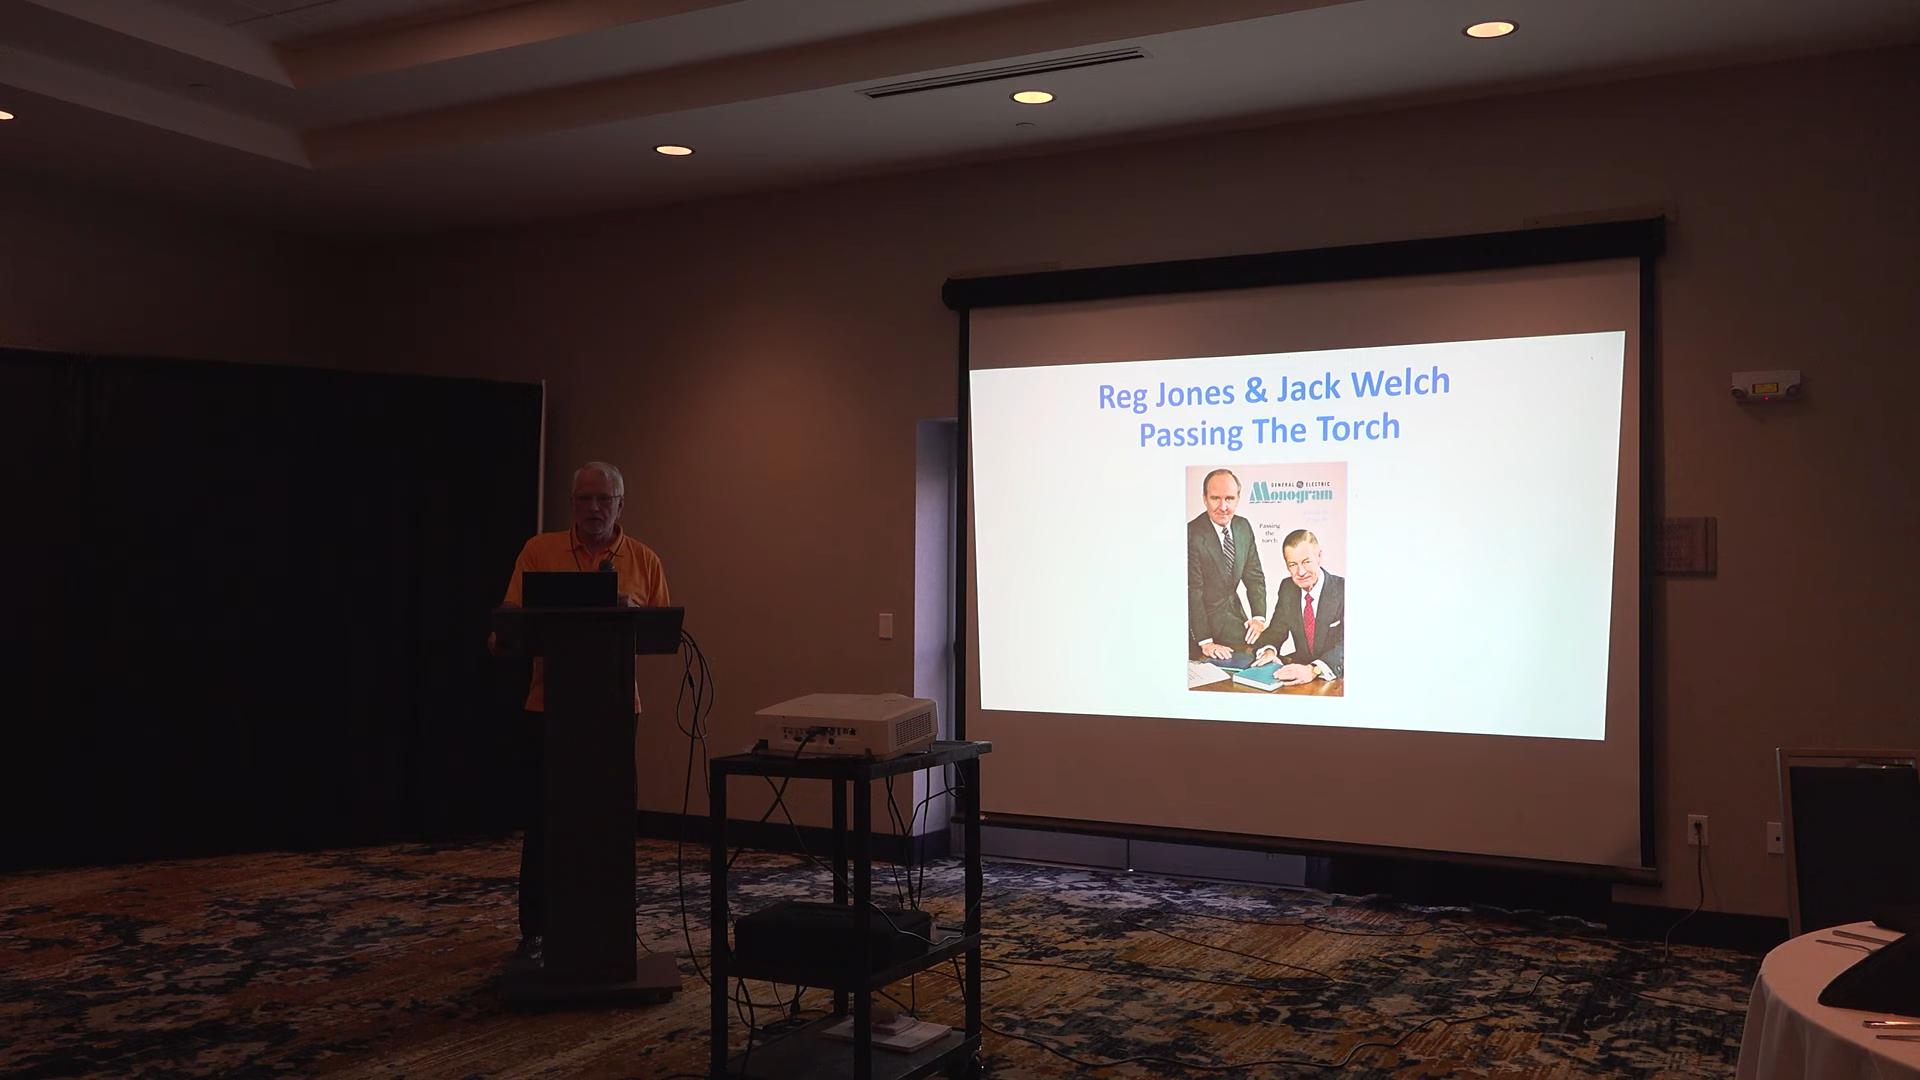 Reg Jones & Jack Welch
Passing The Torch
GENERAL ELECTRIC
Monogram
Passing
the
torch